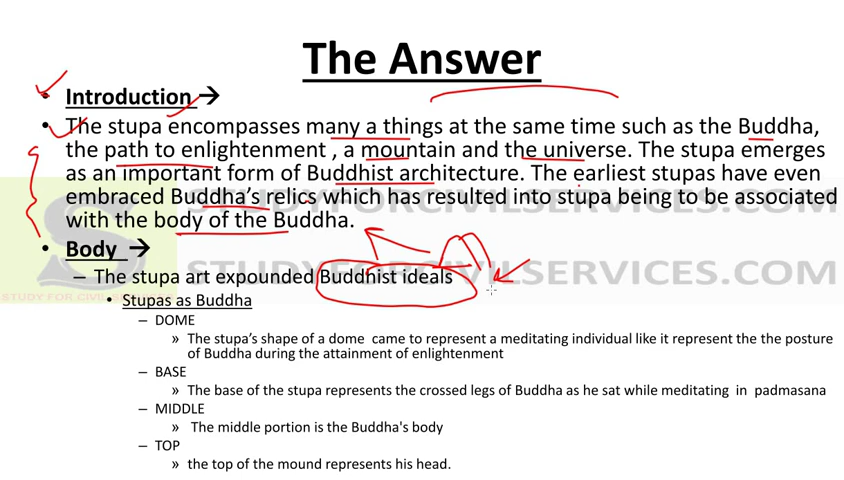 The Answer
• Introduction →
• The stupa encompasses many a things at the same time such as the Buddha,
the path to enlightenment , a mountain and the universe. The stupa emerges
as an important form of Buddhist architecture. The earliest stupas have even
embraced Buddha's relics which has resulted into stupa being to be associated
with the body of the Buddha.
• Body →
– The stupa art expounded Buddhist ideals
• Stupas as Buddha
– DOME
» The stupa's shape of a dome came to represent a meditating individual like it represent the the posture
of Buddha during the attainment of enlightenment
– BASE
» The base of the stupa represents the crossed legs of Buddha as he sat while meditating in padmasana
– MIDDLE
» The middle portion is the Buddha's body
– TOP
» the top of the mound represents his head.
STUDYFORCIVILSERVICES.COM
STUDYFORCIVILSERVICES.COM